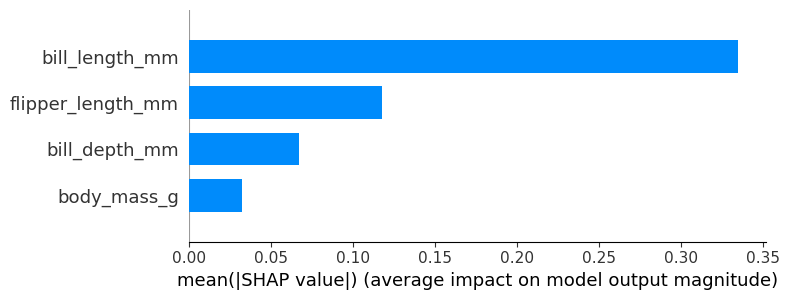 bill_length_mm
flipper_length_mm
bill_depth_mm
body_mass_g
0.00 0.05 0.10 0.15 0.20 0.25 0.30 0.35
mean(|SHAP value|) (average impact on model output magnitude)